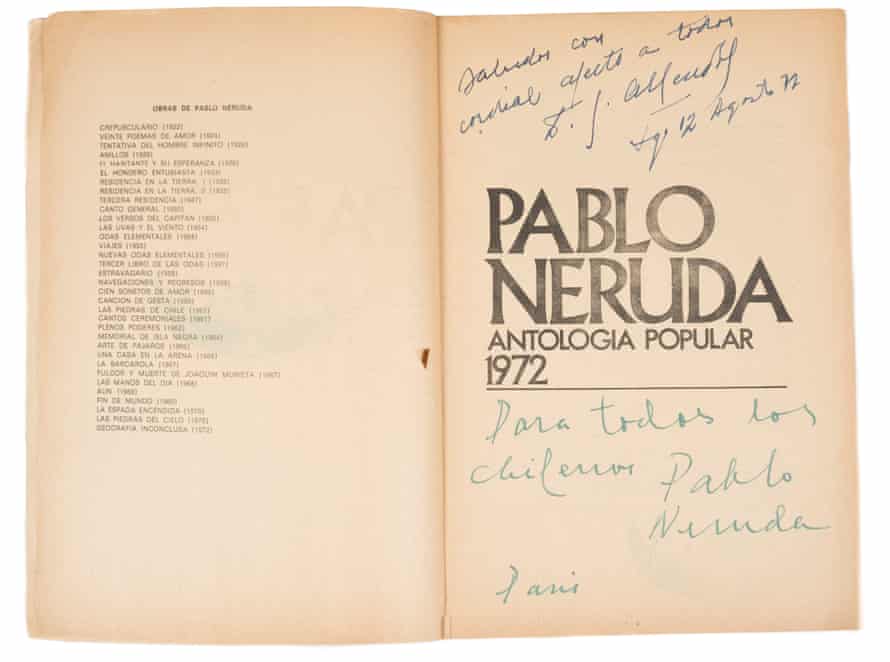 OBRAS DE PABLO NERUDA
CREPUSCULARIO (1922)
VEINTE POEMAS DE AMOR (1924)
TENTATIVA DEL HOMBRE INFINITO (1926)
ANILLOS (1926)
EL HABITANTE Y SU ESPERANZA (1926)
EL HONDERO ENTUSIASTA (1933)
RESIDENCIA EN LA TIERRA, I (1933)
RESIDENCIA EN LA TIERRA, II (1935)
TERCERA RESIDENCIA (1947)
CANTO GENERAL (1950)
LOS VERSOS DEL CAPITAN (1952)
LAS UVAS Y EL VIENTO (1954)
ODAS ELEMENTALES (1954)
VIAJES (1955)
NUEVAS ODAS ELEMENTALES (1956)
TERCER LIBRO DE LAS ODAS (1957)
ESTRAVAGARIO (1958)
NAVEGACIONES Y REGRESOS (1959)
CIEN SONETOS DE AMOR (1959)
CANCION DE GESTA (1960)
LAS PIEDRAS DE CHILE (1961)
CANTOS CEREMONIALES (1961)
PLENOS PODERES (1962)
MEMORIAL DE ISLA NEGRA (1964)
ARTE DE PAJAROS (1966)
UNA CASA EN LA ARENA (1966)
LA BARCAROLA (1967)
FULGOR Y MUERTE DE JOAQUIN MURIETA (1967)
LAS MANOS DEL DIA (1968)
AUN (1969)
FIN DE MUNDO (1969)
LA ESPADA ENCENDIDA (1970)
LAS PIEDRAS DEL CIELO (1970)
GEOGRAFIA INCONCLUSA (1972)
Saludos con
cordial afecto a todos
S. Allende
12 Agosto 72
PABLO
NERUDA
ANTOLOGIA POPULAR
1972
Para todos los
chilenos Pablo
Neruda
Paris